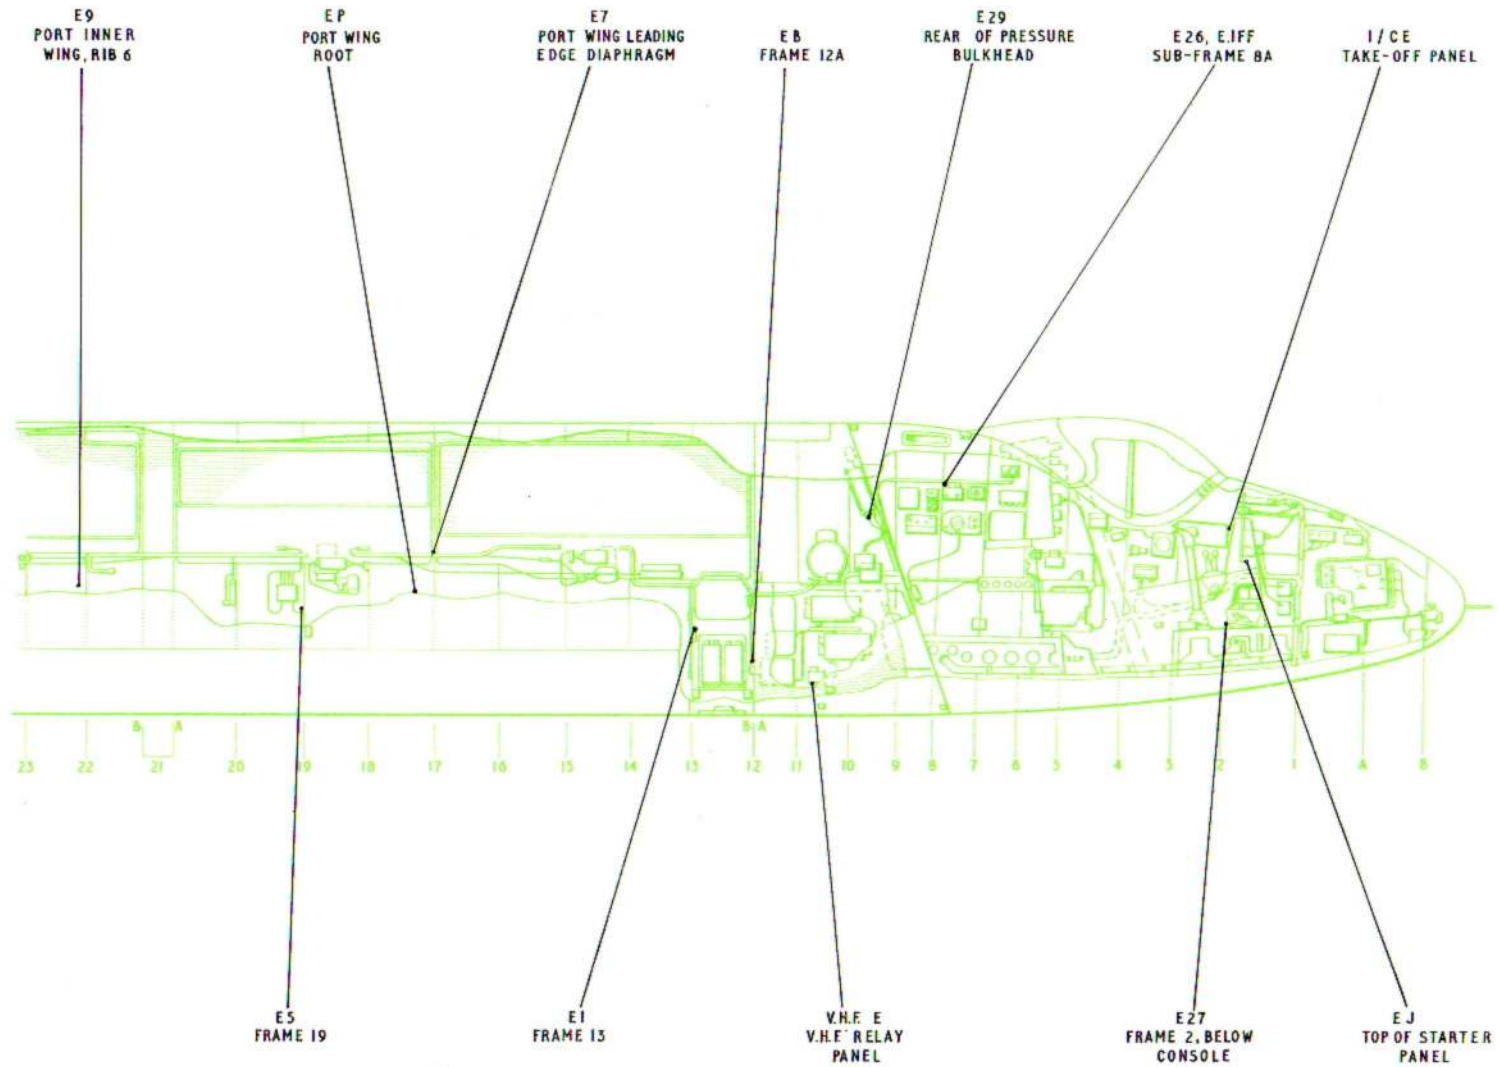 E9
PORT INNER
WING, RIB 6
EP
PORT WING
ROOT
E7
PORT WING LEADING
EDGE DIAPHRAGM
EB
FRAME 12A
E29
REAR OF PRESSURE
BULKHEAD
E26, E.IFF
SUB-FRAME 8A
I/CE
TAKE-OFF PANEL
B A
B A
23 22 21 20 19 18 17 16 15 14 13 12 11 10 9 8 7 6 5 4 3 2 1 A B
E5
FRAME 19
E1
FRAME 13
V.H.F. E
V.H.F. RELAY
PANEL
E27
FRAME 2, BELOW
CONSOLE
EJ
TOP OF STARTER
PANEL